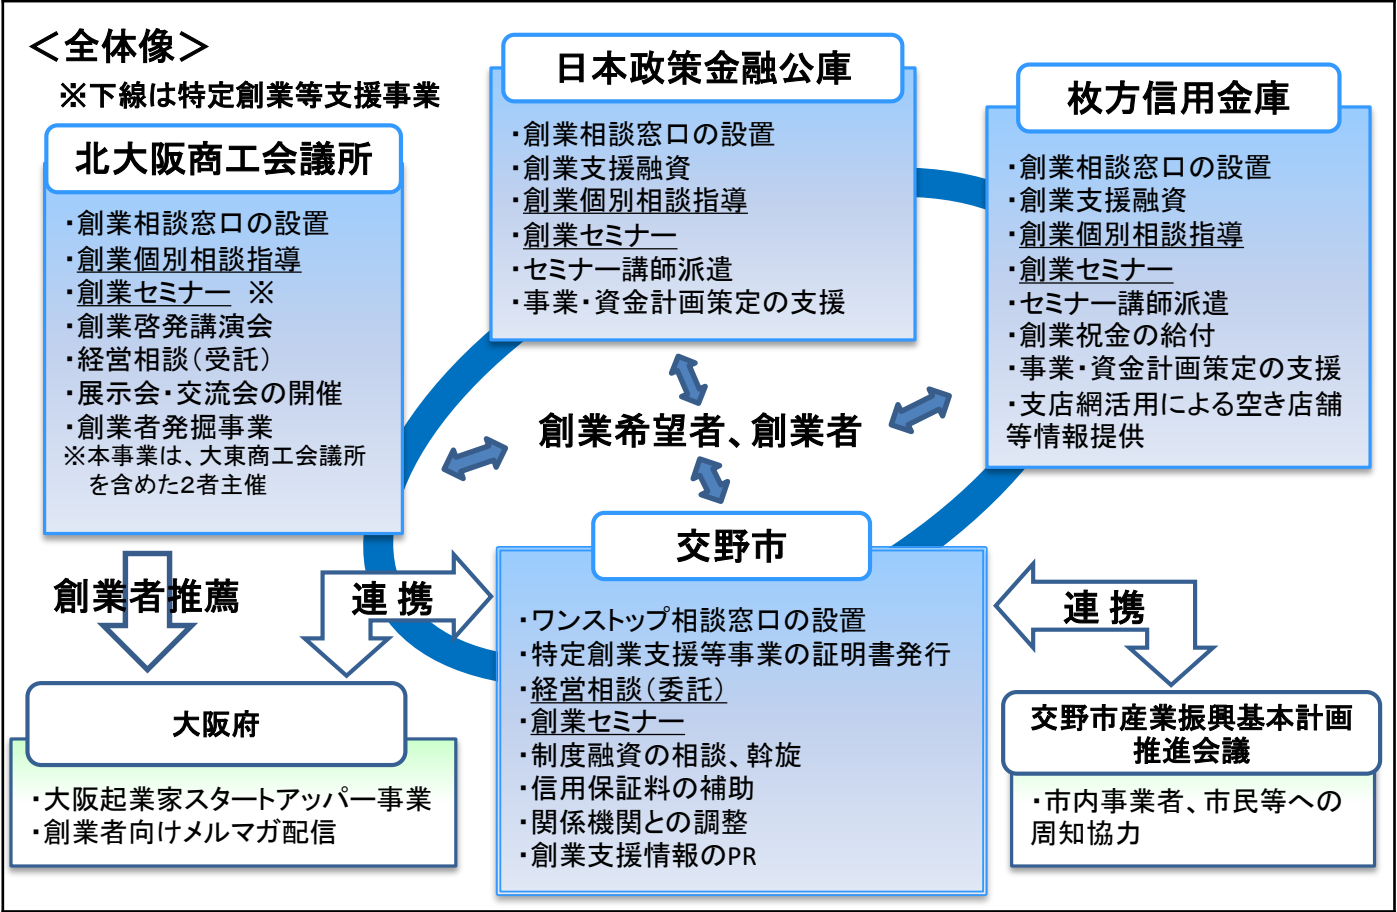 ＜全体像＞
※下線は特定創業等支援事業
北大阪商工会議所
・創業相談窓口の設置
・創業個別相談指導
・創業セミナー ※
・創業啓発講演会
・経営相談（受託）
・展示会・交流会の開催
・創業者発掘事業
※本事業は、大東商工会議所
を含めた２者主催
日本政策金融公庫
・創業相談窓口の設置
・創業支援融資
・創業個別相談指導
・創業セミナー
・セミナー講師派遣
・事業・資金計画策定の支援
枚方信用金庫
・創業相談窓口の設置
・創業支援融資
・創業個別相談指導
・創業セミナー
・セミナー講師派遣
・創業祝金の給付
・事業・資金計画策定の支援
・支店網活用による空き店舗
等情報提供
創業希望者、創業者
創業者推薦
連 携
交野市
・ワンストップ相談窓口の設置
・特定創業支援等事業の証明書発行
・経営相談（委託）
・創業セミナー
・制度融資の相談、斡旋
・信用保証料の補助
・関係機関との調整
・創業支援情報のPR
連 携
大阪府
・大阪起業家スタートアッパー事業
・創業者向けメルマガ配信
交野市産業振興基本計画
推進会議
・市内事業者、市民等への
周知協力